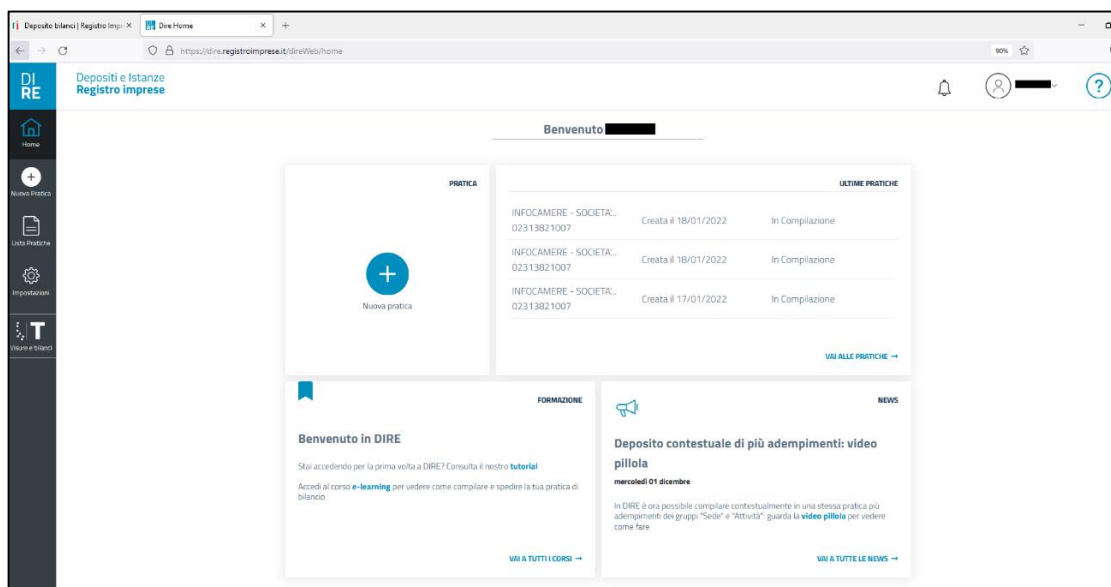 Deposito bilanci | Registro Impr
Dire Home
https://dire.registroimprese.it/direWeb/home
90%
DI
RE
Depositi e Istanze
Registro imprese
?
Home
Nuova Pratica
Lista Pratiche
Impostazioni
T
Visure e bilanci
Benvenuto
PRATICA
Nuova pratica
ULTIME PRATICHE
INFOCAMERE - SOCIETA'...
02313821007
Creata il 18/01/2022
In Compilazione
INFOCAMERE - SOCIETA'...
02313821007
Creata il 18/01/2022
In Compilazione
INFOCAMERE - SOCIETA'...
02313821007
Creata il 17/01/2022
In Compilazione
VAI ALLE PRATICHE →
FORMAZIONE
Benvenuto in DIRE
Stai accedendo per la prima volta a DIRE? Consulta il nostro tutorial
Accedi al corso e-learning per vedere come compilare e spedire la tua pratica di
bilancio
VAI A TUTTI I CORSI →
NEWS
Deposito contestuale di più adempimenti: video
pillola
mercoledì 01 dicembre
In DIRE è ora possibile compilare contestualmente in una stessa pratica più
adempimenti dei gruppi "Sede" e "Attività": guarda la video pillola per vedere
come fare
VAI A TUTTE LE NEWS →